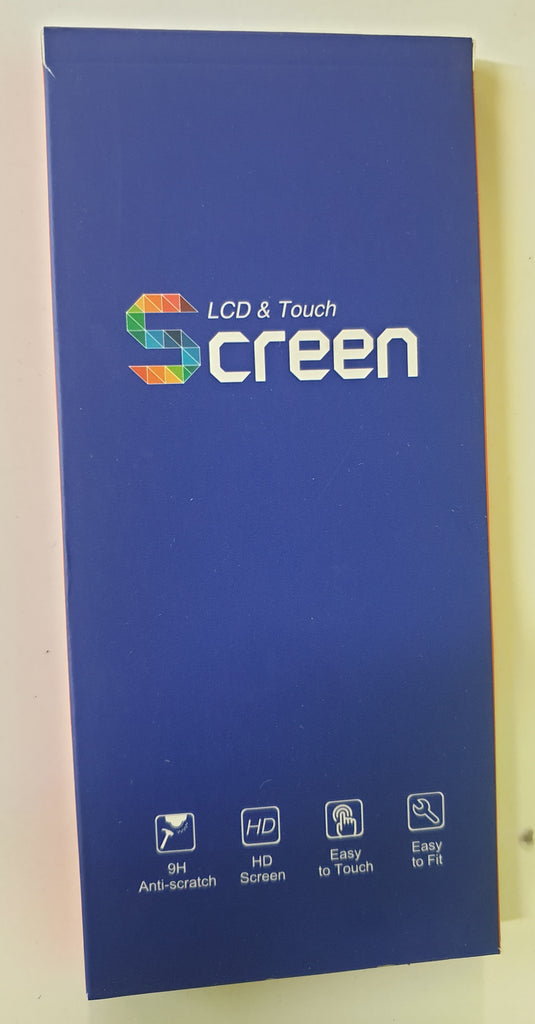 LCD & Touch
Screen
HD
9H
Anti-scratch
HD
Screen
Easy
to Touch
Easy
to Fit